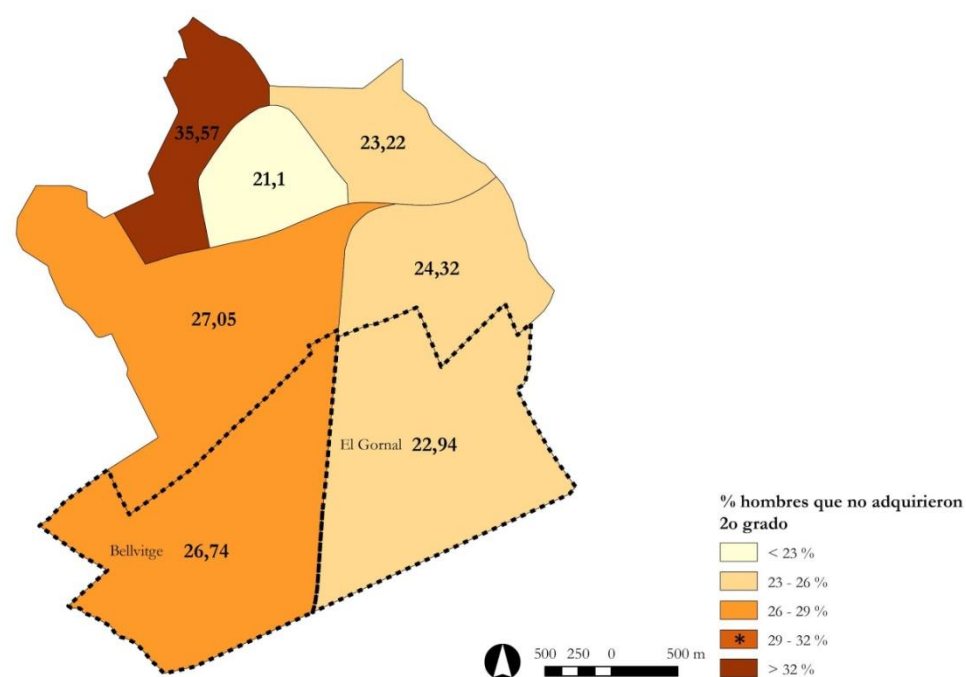 35,57
23,22
21,1
24,32
27,05
El Gornal 22,94
Bellvitge 26,74
% hombres que no adquirieron
2o grado
< 23 %
23 - 26 %
26 - 29 %
* 29 - 32 %
> 32 %
500 250 0 500 m